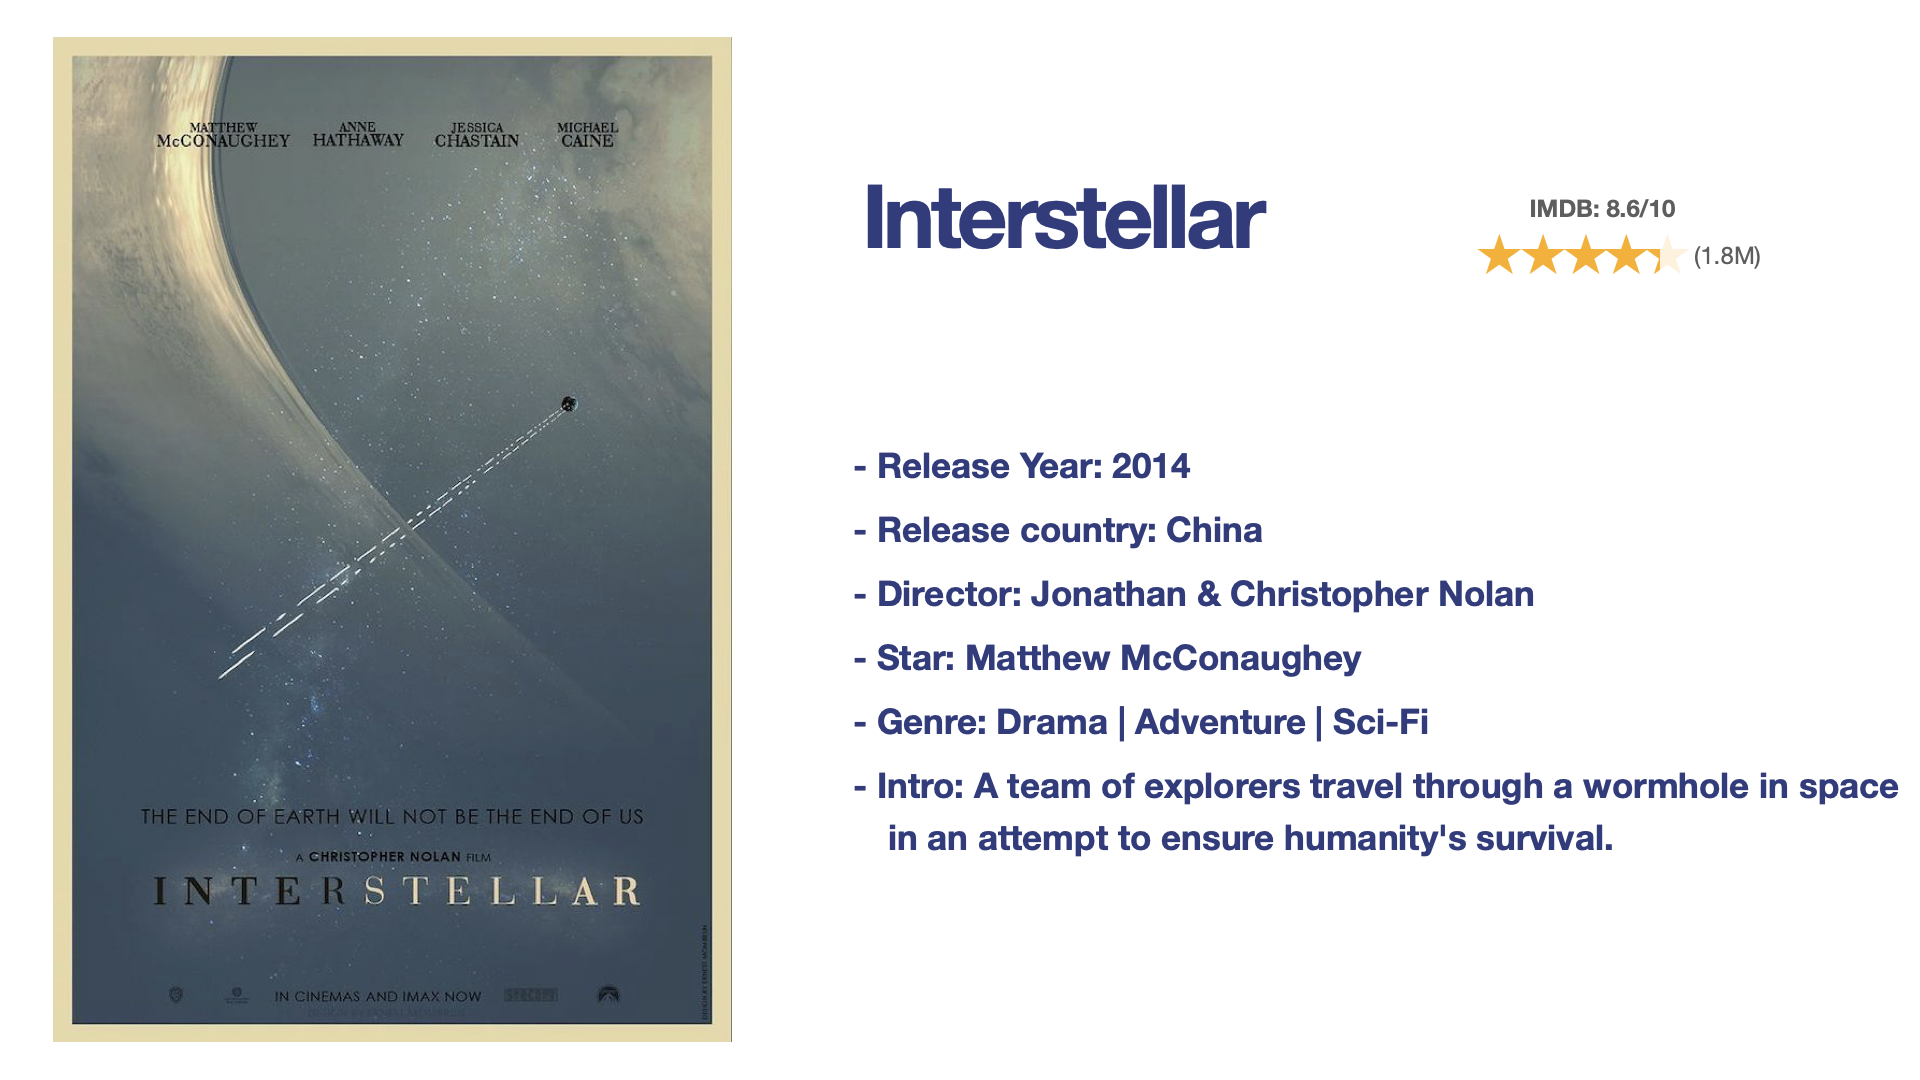 MATTHEW McCONAUGHEY
ANNE HATHAWAY
JESSICA CHASTAIN
MICHAEL CAINE
THE END OF EARTH WILL NOT BE THE END OF US
A CHRISTOPHER NOLAN FILM
INTERSTELLAR
IN CINEMAS AND IMAX NOW
Interstellar
IMDB: 8.6/10
(1.8M)
- Release Year: 2014
- Release country: China
- Director: Jonathan & Christopher Nolan
- Star: Matthew McConaughey
- Genre: Drama | Adventure | Sci-Fi
- Intro: A team of explorers travel through a wormhole in space
in an attempt to ensure humanity's survival.